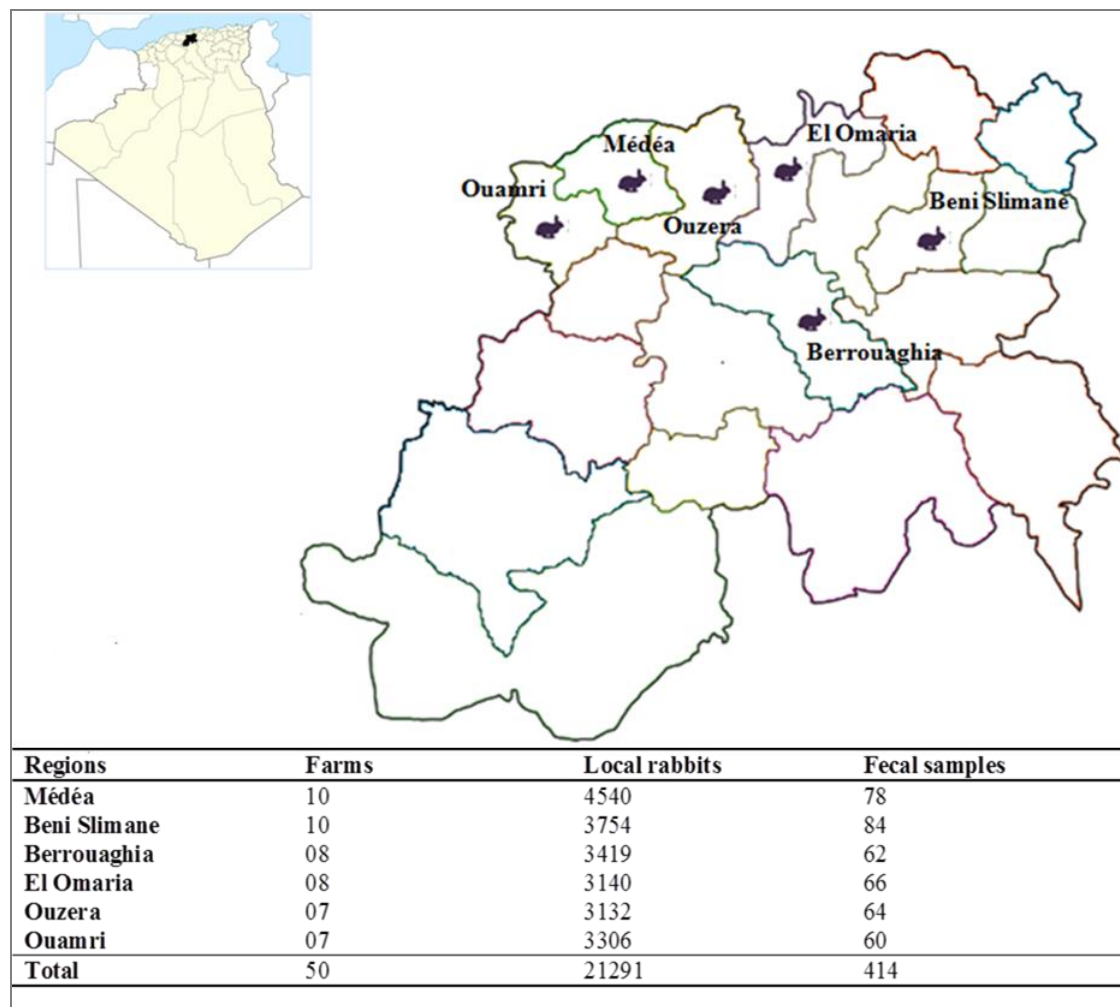 El Omaria
Médéa
Ouamri
Beni Slimane
Ouzera
Berrouaghia
Regions Farms Local rabbits Fecal samples
Médéa 10 4540 78
Beni Slimane 10 3754 84
Berrouaghia 08 3419 62
El Omaria 08 3140 66
Ouzera 07 3132 64
Ouamri 07 3306 60
Total 50 21291 414